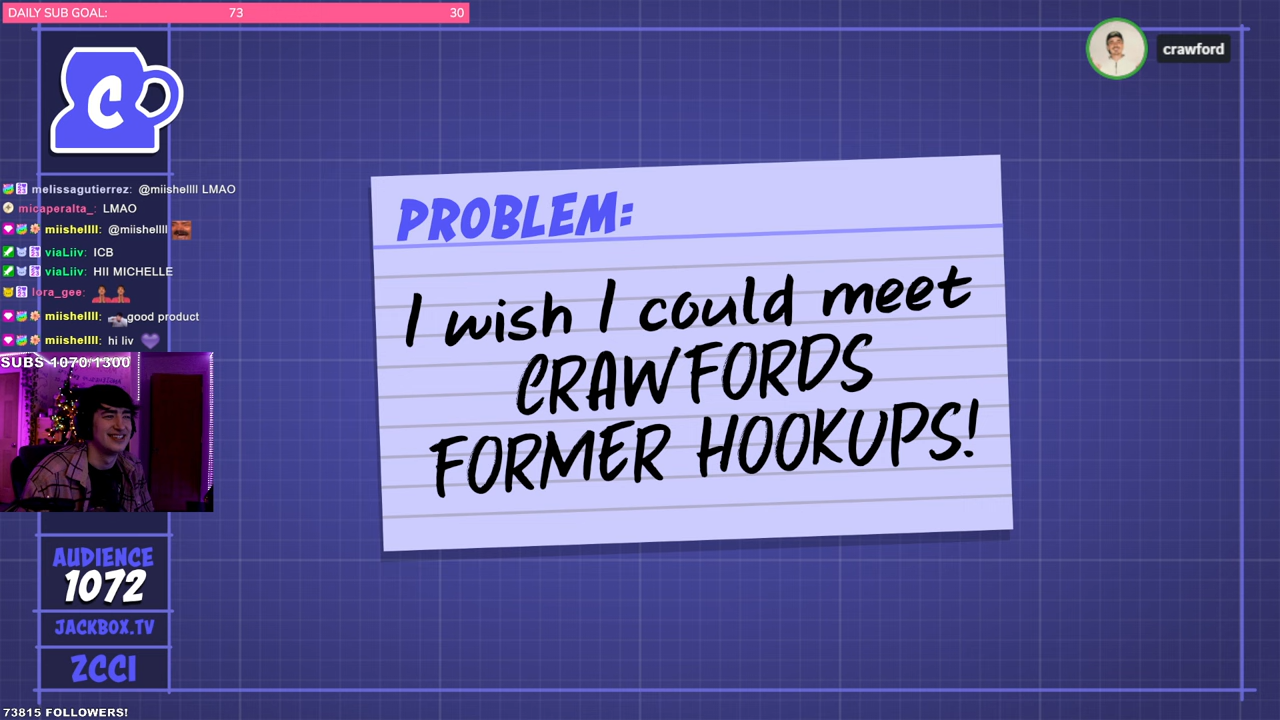 DAILY SUB GOAL: 73 30
crawford
C
melissagutierrez: @miishellll LMAO
micaperalta_: LMAO
miishellll: @miishellll
viaLiiv: ICB
viaLiiv: HII MICHELLE
lora_gee:
miishellll: good product
miishellll: hi liv
SUBS 1070/1300
PROBLEM:
I wish I could meet
CRAWFORDS
FORMER HOOKUPS!
AUDIENCE
1072
JACKBOX.TV
ZCCI
73815 FOLLOWERS!